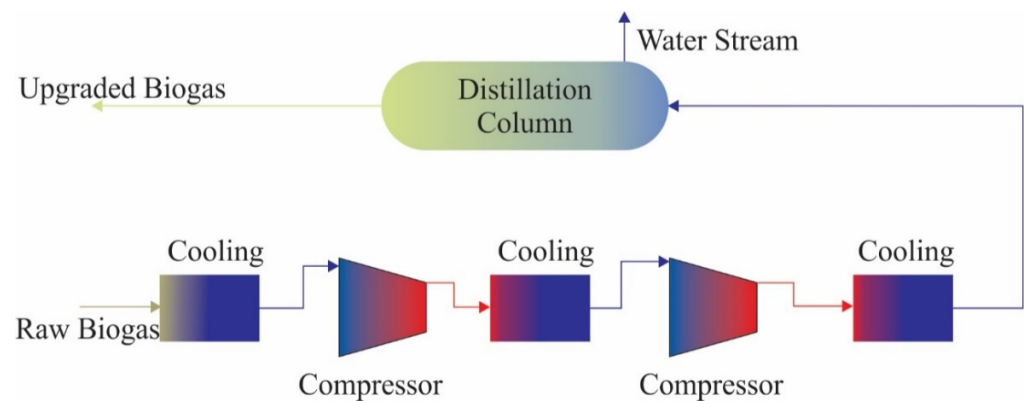 Water Stream
Upgraded Biogas
Distillation
Column
Cooling
Cooling
Cooling
Raw Biogas
Compressor
Compressor